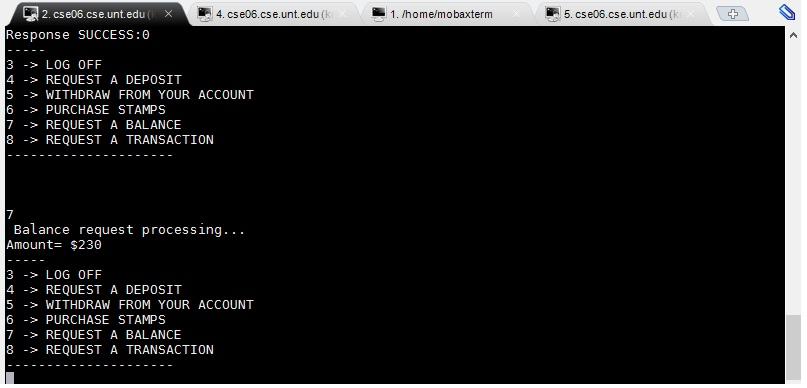 2. cse06.cse.unt.edu 4. cse06.cse.unt.edu 1. /home/mobaxterm 5. cse06.cse.unt.edu
Response SUCCESS:0
-----
3 -> LOG OFF
4 -> REQUEST A DEPOSIT
5 -> WITHDRAW FROM YOUR ACCOUNT
6 -> PURCHASE STAMPS
7 -> REQUEST A BALANCE
8 -> REQUEST A TRANSACTION
---------------------
7
Balance request processing...
Amount= $230
-----
3 -> LOG OFF
4 -> REQUEST A DEPOSIT
5 -> WITHDRAW FROM YOUR ACCOUNT
6 -> PURCHASE STAMPS
7 -> REQUEST A BALANCE
8 -> REQUEST A TRANSACTION
---------------------